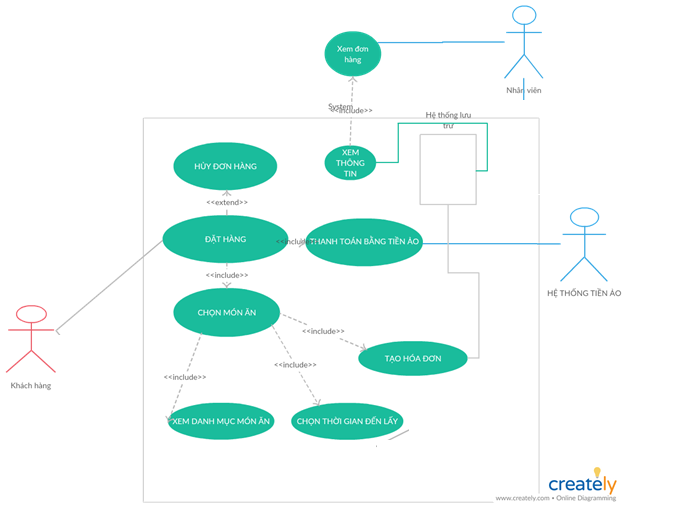 Xem đơn
hàng
Nhân viên
System
<<include>>
Hệ thống lưu
trữ
XEM
THÔNG
TIN
HỦY ĐƠN HÀNG
<<extend>>
ĐẶT HÀNG
<<include>>
THANH TOÁN BẰNG TIỀN ẢO
<<include>>
HỆ THỐNG TIỀN ẢO
CHỌN MÓN ĂN
<<include>>
TẠO HÓA ĐƠN
<<include>>
<<include>>
Khách hàng
XEM DANH MỤC MÓN ĂN
CHỌN THỜI GIAN ĐẾN LẤY
creately
www.creately.com • Online Diagramming